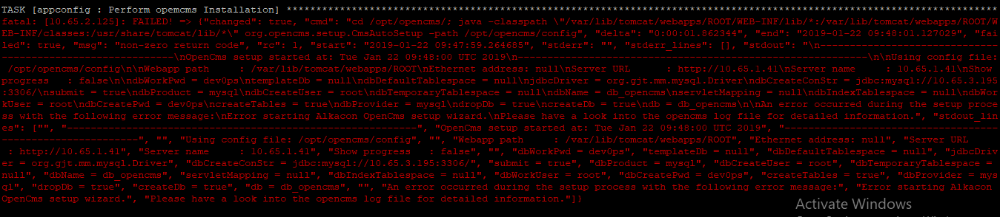 TASK [appconfig : Perform opemcms Installation] ****************************************************************************************************************************
fatal: [10.65.2.125]: FAILED! => {"changed": true, "cmd": "cd /opt/opencms/; java -classpath \"/var/lib/tomcat/webapps/ROOT/WEB-INF/lib/*:/var/lib/tomcat/webapps/ROOT/W
EB-INF/classes:/usr/share/tomcat/lib/*\" org.opencms.setup.CmsAutoSetup -path /opt/opencms/config", "delta": "0:00:01.862344", "end": "2019-01-22 09:48:01.127029", "fai
led": true, "msg": "non-zero return code", "rc": 1, "start": "2019-01-22 09:47:59.264685", "stderr": "", "stderr_lines": [], "stdout": "\n---------------------------
---------------------------------\nOpenCms setup started at: Tue Jan 22 09:48:00 UTC 2019\n------------------------------------------------------------\n\nUsing config file:
 /opt/opencms/config\n\nWebapp path     : /var/lib/tomcat/webapps/ROOT\nEthernet address: null\nServer URL      : http://10.65.1.41\nServer name     : 10.65.1.41\nShow
progress   : false\n\ndbWorkPwd = dev0ps\ntemplateDb = null\ndbDefaultTablespace = null\njdbcDriver = org.gjt.mm.mysql.Driver\ndbCreateConStr = jdbc:mysql://10.65.3.195
:3306/\nsubmit = true\ndbProduct = mysql\ndbCreateUser = root\ndbTemporaryTablespace = null\ndbName = db_opencms\nservletMapping = null\ndbIndexTablespace = null\ndbWor
kUser = root\ndbCreatePwd = dev0ps\ncreateTables = true\ndbProvider = mysql\ndropDb = true\ncreateDb = true\ndb = db_opencms\n\nAn error occurred during the setup proce
ss with the following error message:\nError starting Alkacon OpenCms setup wizard.\nPlease have a look into the opencms log file for detailed information.", "stdout_lin
es": ["", "------------------------------------------------------------", "OpenCms setup started at: Tue Jan 22 09:48:00 UTC 2019", "------------------------------------
------------------------", "", "Using config file: /opt/opencms/config", "", "Webapp path     : /var/lib/tomcat/webapps/ROOT", "Ethernet address: null", "Server URL
 : http://10.65.1.41", "Server name     : 10.65.1.41", "Show progress   : false", "", "dbWorkPwd = dev0ps", "templateDb = null", "dbDefaultTablespace = null", "jdbcDriv
er = org.gjt.mm.mysql.Driver", "dbCreateConStr = jdbc:mysql://10.65.3.195:3306/", "submit = true", "dbProduct = mysql", "dbCreateUser = root", "dbTemporaryTablespace =
null", "dbName = db_opencms", "servletMapping = null", "dbIndexTablespace = null", "dbWorkUser = root", "dbCreatePwd = dev0ps", "createTables = true", "dbProvider = mys
ql", "dropDb = true", "createDb = true", "db = db_opencms", "", "An error occurred during the setup process with the following error message:", "Error starting Alkacon
OpenCms setup wizard.", "Please have a look into the opencms log file for detailed information."]}
Activate Windows